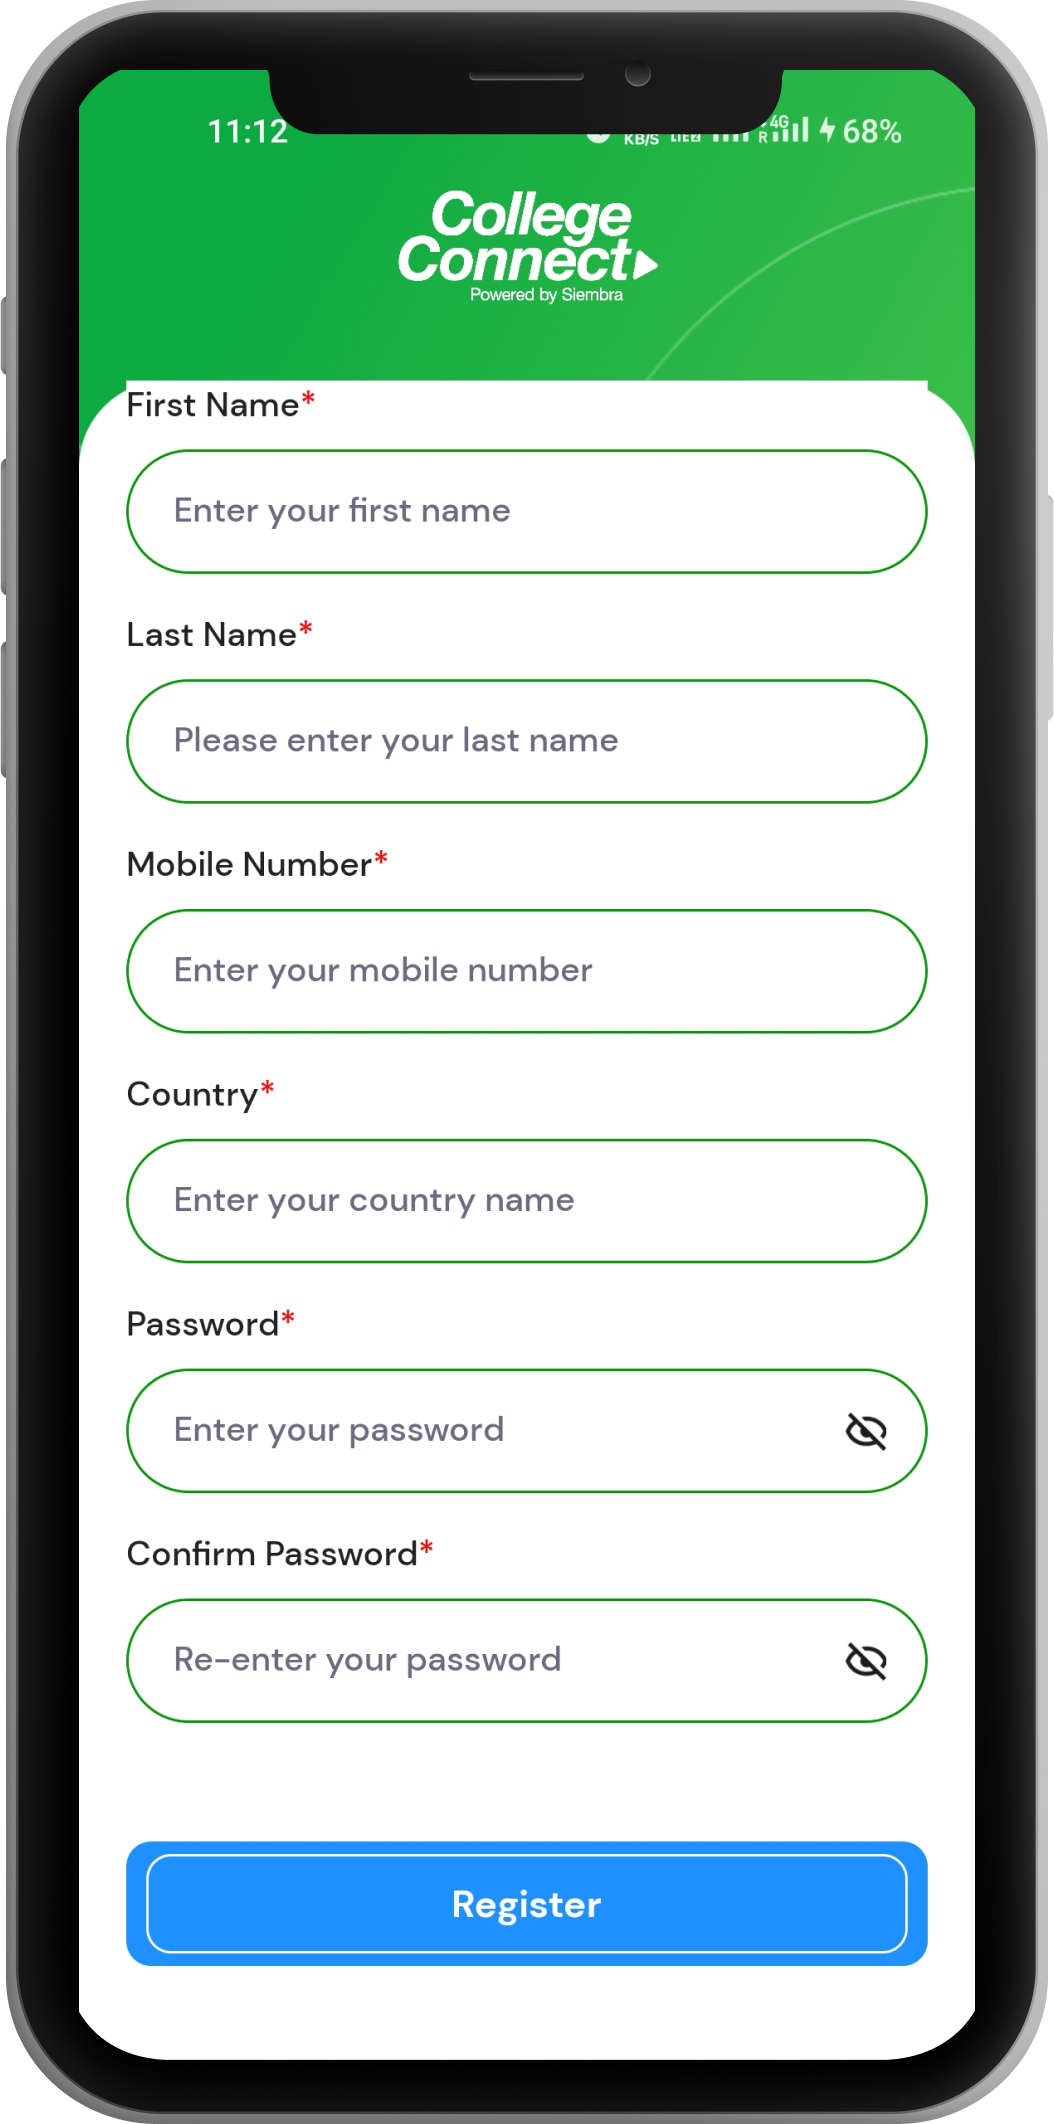 11:12
KB/S
4G
R
68%
College
Connect
Powered by Siembra
First Name*
Enter your first name
Last Name*
Please enter your last name
Mobile Number*
Enter your mobile number
Country*
Enter your country name
Password*
Enter your password
Confirm Password*
Re-enter your password
Register